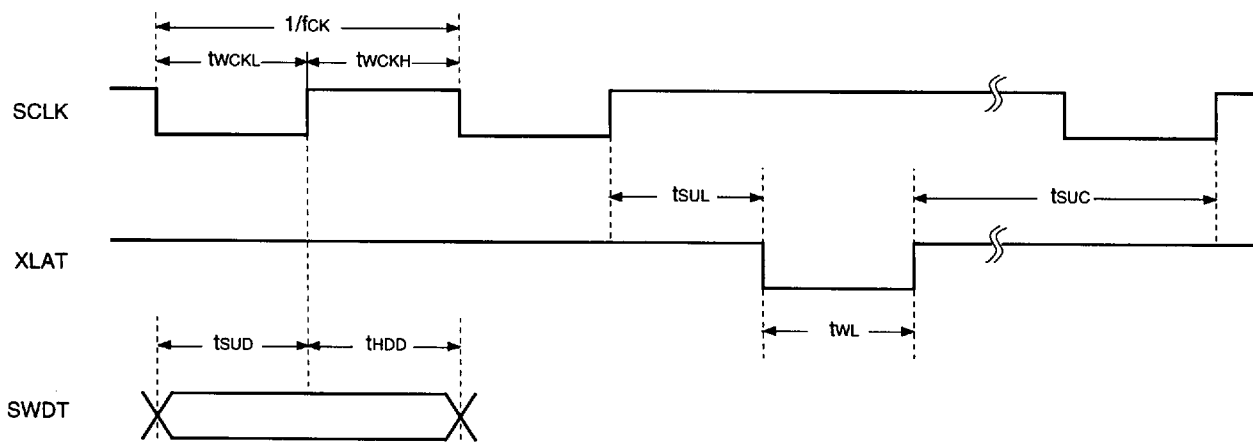 1/fCK
tWCKL tWCKH
SCLK
tSUL tSUC
XLAT
tWL
tSUD tHDD
SWDT